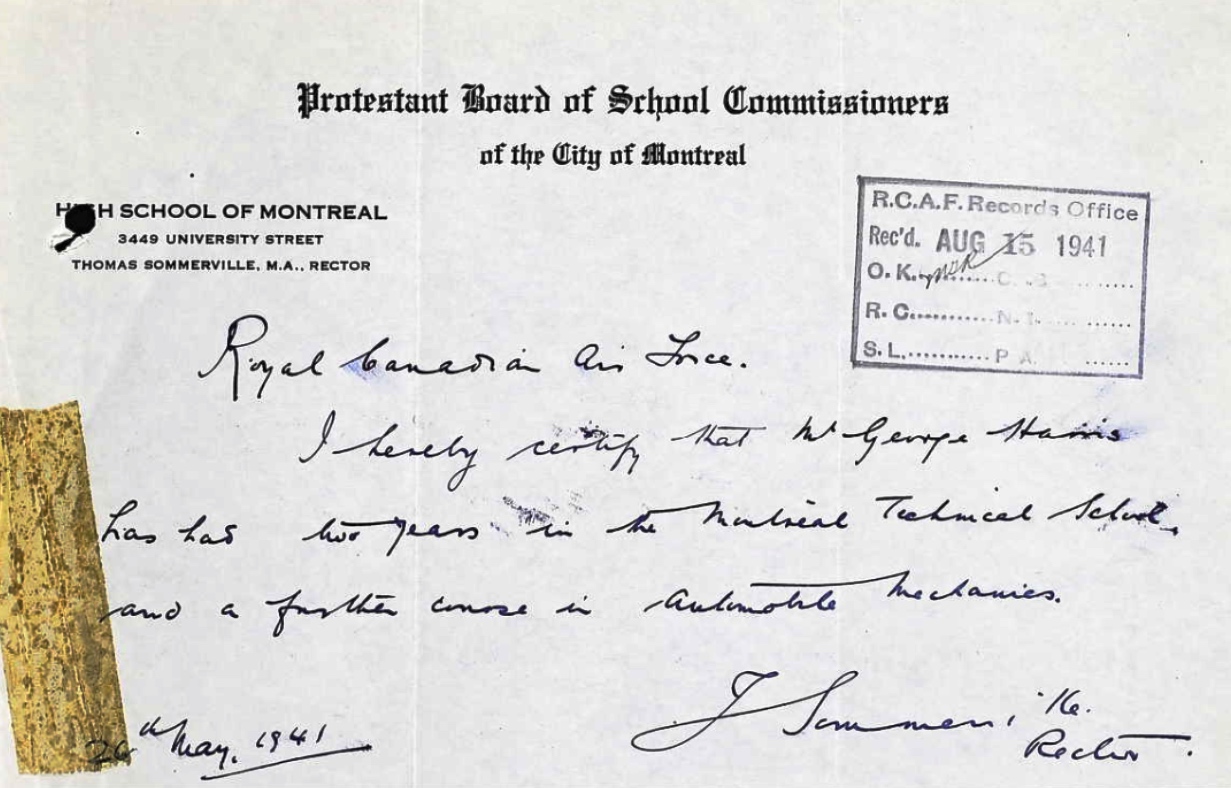 Protestant Board of School Commissioners
of the City of Montreal
H H SCHOOL OF MONTREAL
3449 UNIVERSITY STREET
THOMAS SOMMERVILLE, M.A., RECTOR
R.C.A.F. Records Office
Rec'd. AUG 15 1941
O.K.
R.C.............N.I.
S.L............P.A.
Royal Canadian Air Force.
I hereby certify that Mr George Harris
has had two years in the Montreal Technical School,
and a further course in Automobile Mechanics.
26th May, 1941
T Sommerville.
Rector.